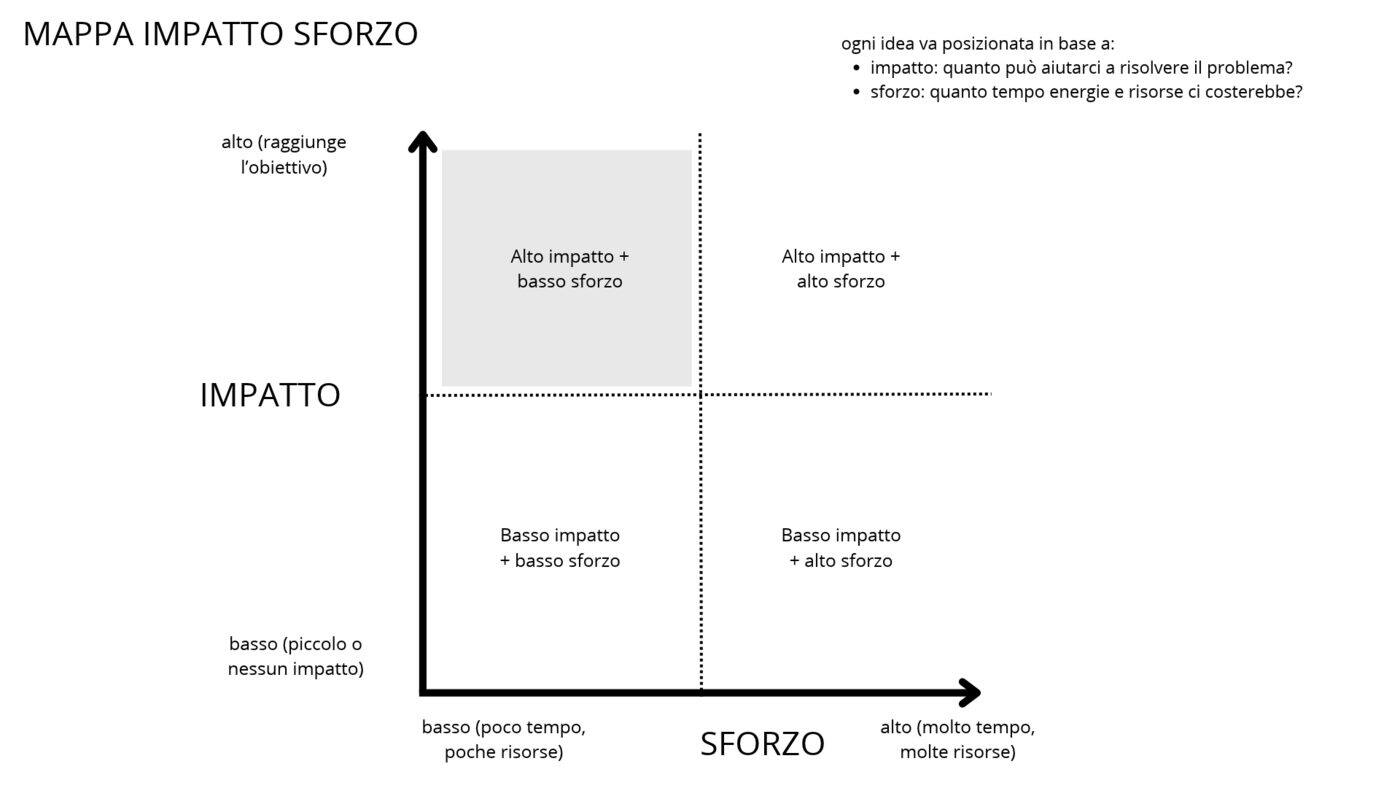 MAPPA IMPATTO SFORZO
ogni idea va posizionata in base a:
• impatto: quanto può aiutarci a risolvere il problema?
• sforzo: quanto tempo energie e risorse ci costerebbe?
alto (raggiunge
l’obiettivo)
Alto impatto +
basso sforzo
Alto impatto +
alto sforzo
IMPATTO
Basso impatto
+ basso sforzo
Basso impatto
+ alto sforzo
basso (piccolo o
nessun impatto)
basso (poco tempo,
poche risorse)
SFORZO
alto (molto tempo,
molte risorse)